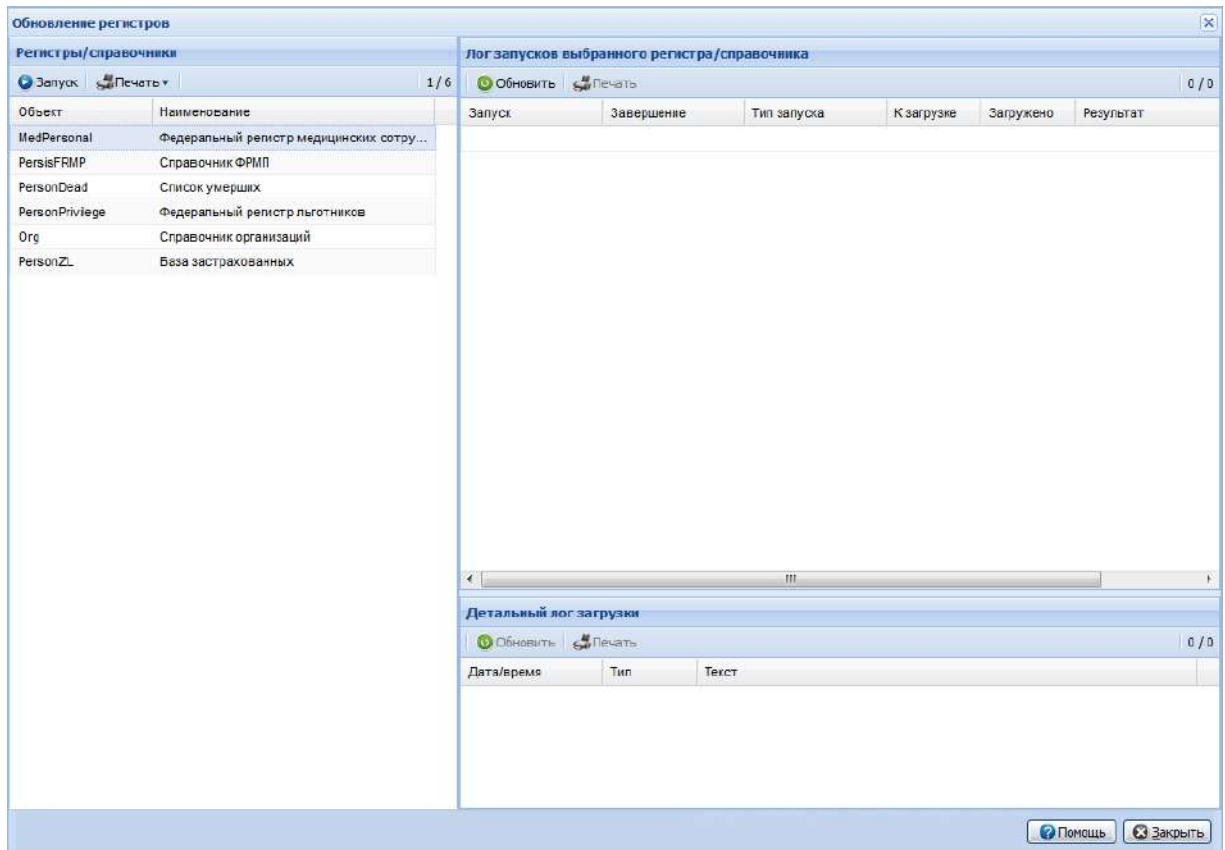 Обновление регистров
Регистры/справочники
Запуск Печать 1 / 6
Объект Наименование
MedPersonal Федеральный регистр медицинских сотру...
PersisFRMP Справочник ФРМП
PersonDead Список умерших
PersonPrivilege Федеральный регистр льготников
Org Справочник организаций
PersonZL База застрахованных
Лог запусков выбранного регистра/справочника
Обновить Печать 0 / 0
Запуск Завершение Тип запуска К загрузке Загружено Результат
Детальный лог загрузки
Обновить Печать 0 / 0
Дата/время Тип Текст
Помощь Закрыть